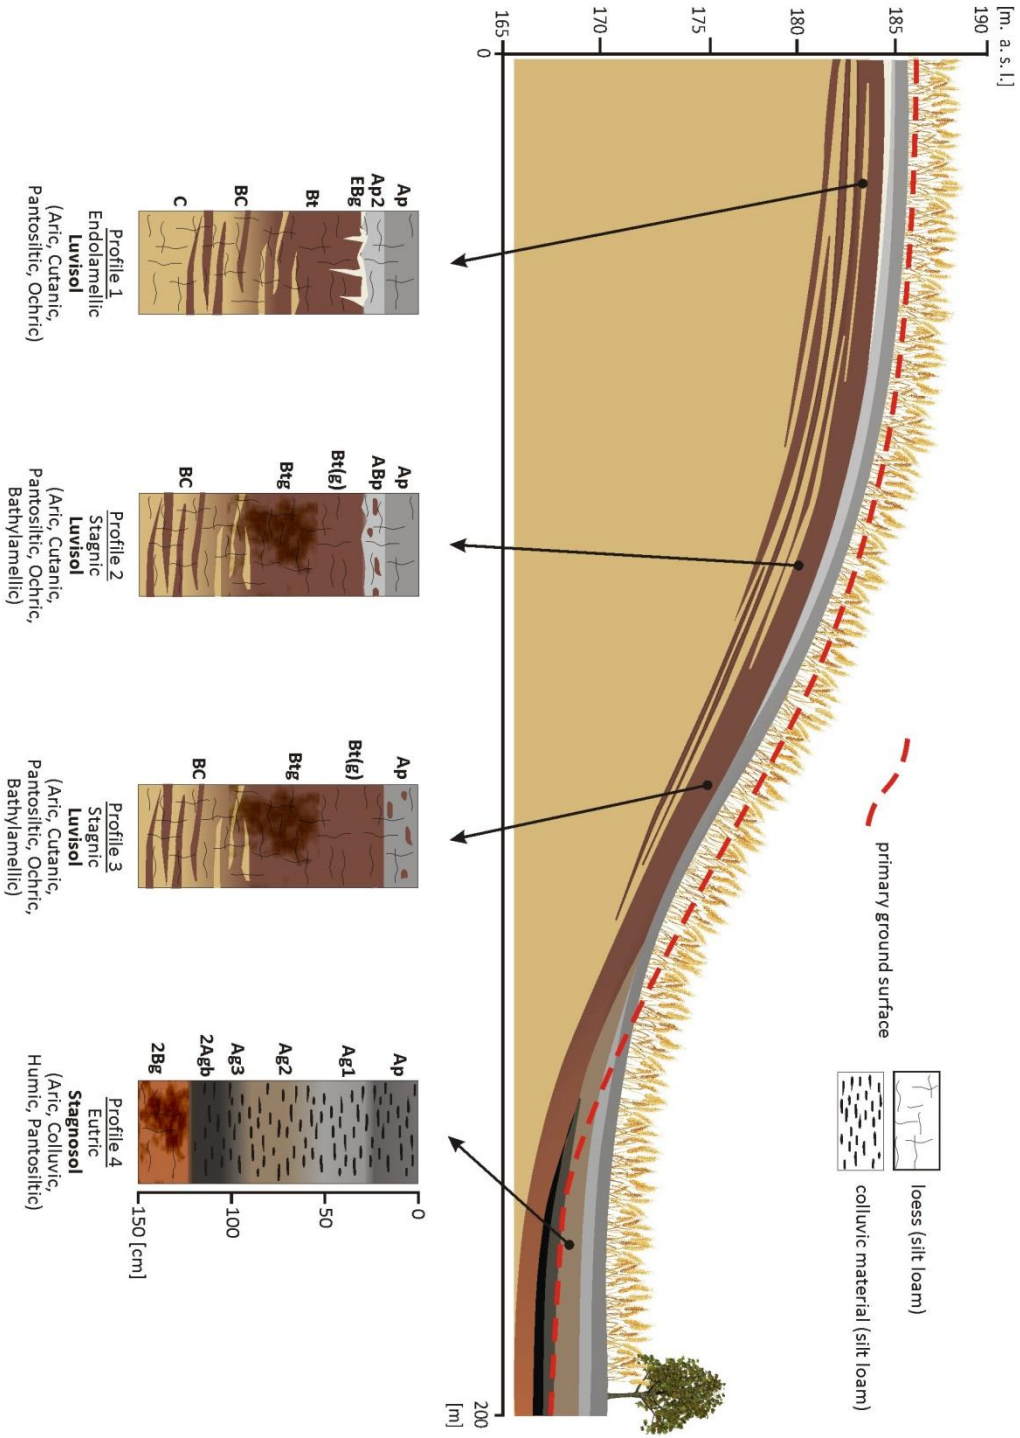 [m. a. s. l.]
190
185
180
175
170
165
0
200
[m]
primary ground surface
loess (silt loam)
colluvic material (silt loam)
Ap
Ap2
EBg
Bt
BC
C
Profile 1
Endolamellic
Luvisol
(Aric, Cutanic,
Pantosiltic, Ochric)
Ap
ABp
Bt(g)
Btg
BC
Profile 2
Stagnic
Luvisol
(Aric, Cutanic,
Pantosiltic, Ochric,
Bathylamellic)
Ap
Bt(g)
Btg
BC
Profile 3
Stagnic
Luvisol
(Aric, Cutanic,
Pantosiltic, Ochric,
Bathylamellic)
Ap
Ag1
Ag2
Ag3
2Agb
2Bg
Profile 4
Eutric
Stagnosol
(Aric, Colluvic,
Humic, Pantosiltic)
0
50
100
150 [cm]